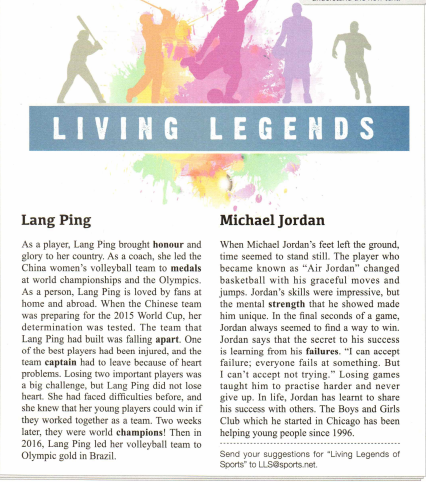 LIVING LEGENDS
Lang Ping
As a player, Lang Ping brought honour and
glory to her country. As a coach, she led the
China women's volleyball team to medals
at world championships and the Olympics.
As a person, Lang Ping is loved by fans at
home and abroad. When the Chinese team
was preparing for the 2015 World Cup, her
determination was tested. The team that
Lang Ping had built was falling apart. One
of the best players had been injured, and the
team captain had to leave because of heart
problems. Losing two important players was
a big challenge, but Lang Ping did not lose
heart. She had faced difficulties before, and
she knew that her young players could win if
they worked together as a team. Two weeks
later, they were world champions! Then in
2016, Lang Ping led her volleyball team to
Olympic gold in Brazil.
Michael Jordan
When Michael Jordan's feet left the ground,
time seemed to stand still. The player who
became known as "Air Jordan" changed
basketball with his graceful moves and
jumps. Jordan's skills were impressive, but
the mental strength that he showed made
him unique. In the final seconds of a game,
Jordan always seemed to find a way to win.
Jordan says that the secret to his success
is learning from his failures. "I can accept
failure; everyone fails at something. But
I can't accept not trying." Losing games
taught him to practise harder and never
give up. In life, Jordan has learnt to share
his success with others. The Boys and Girls
Club which he started in Chicago has been
helping young people since 1996.
Send your suggestions for "Living Legends of
Sports" to LLS@sports.net.